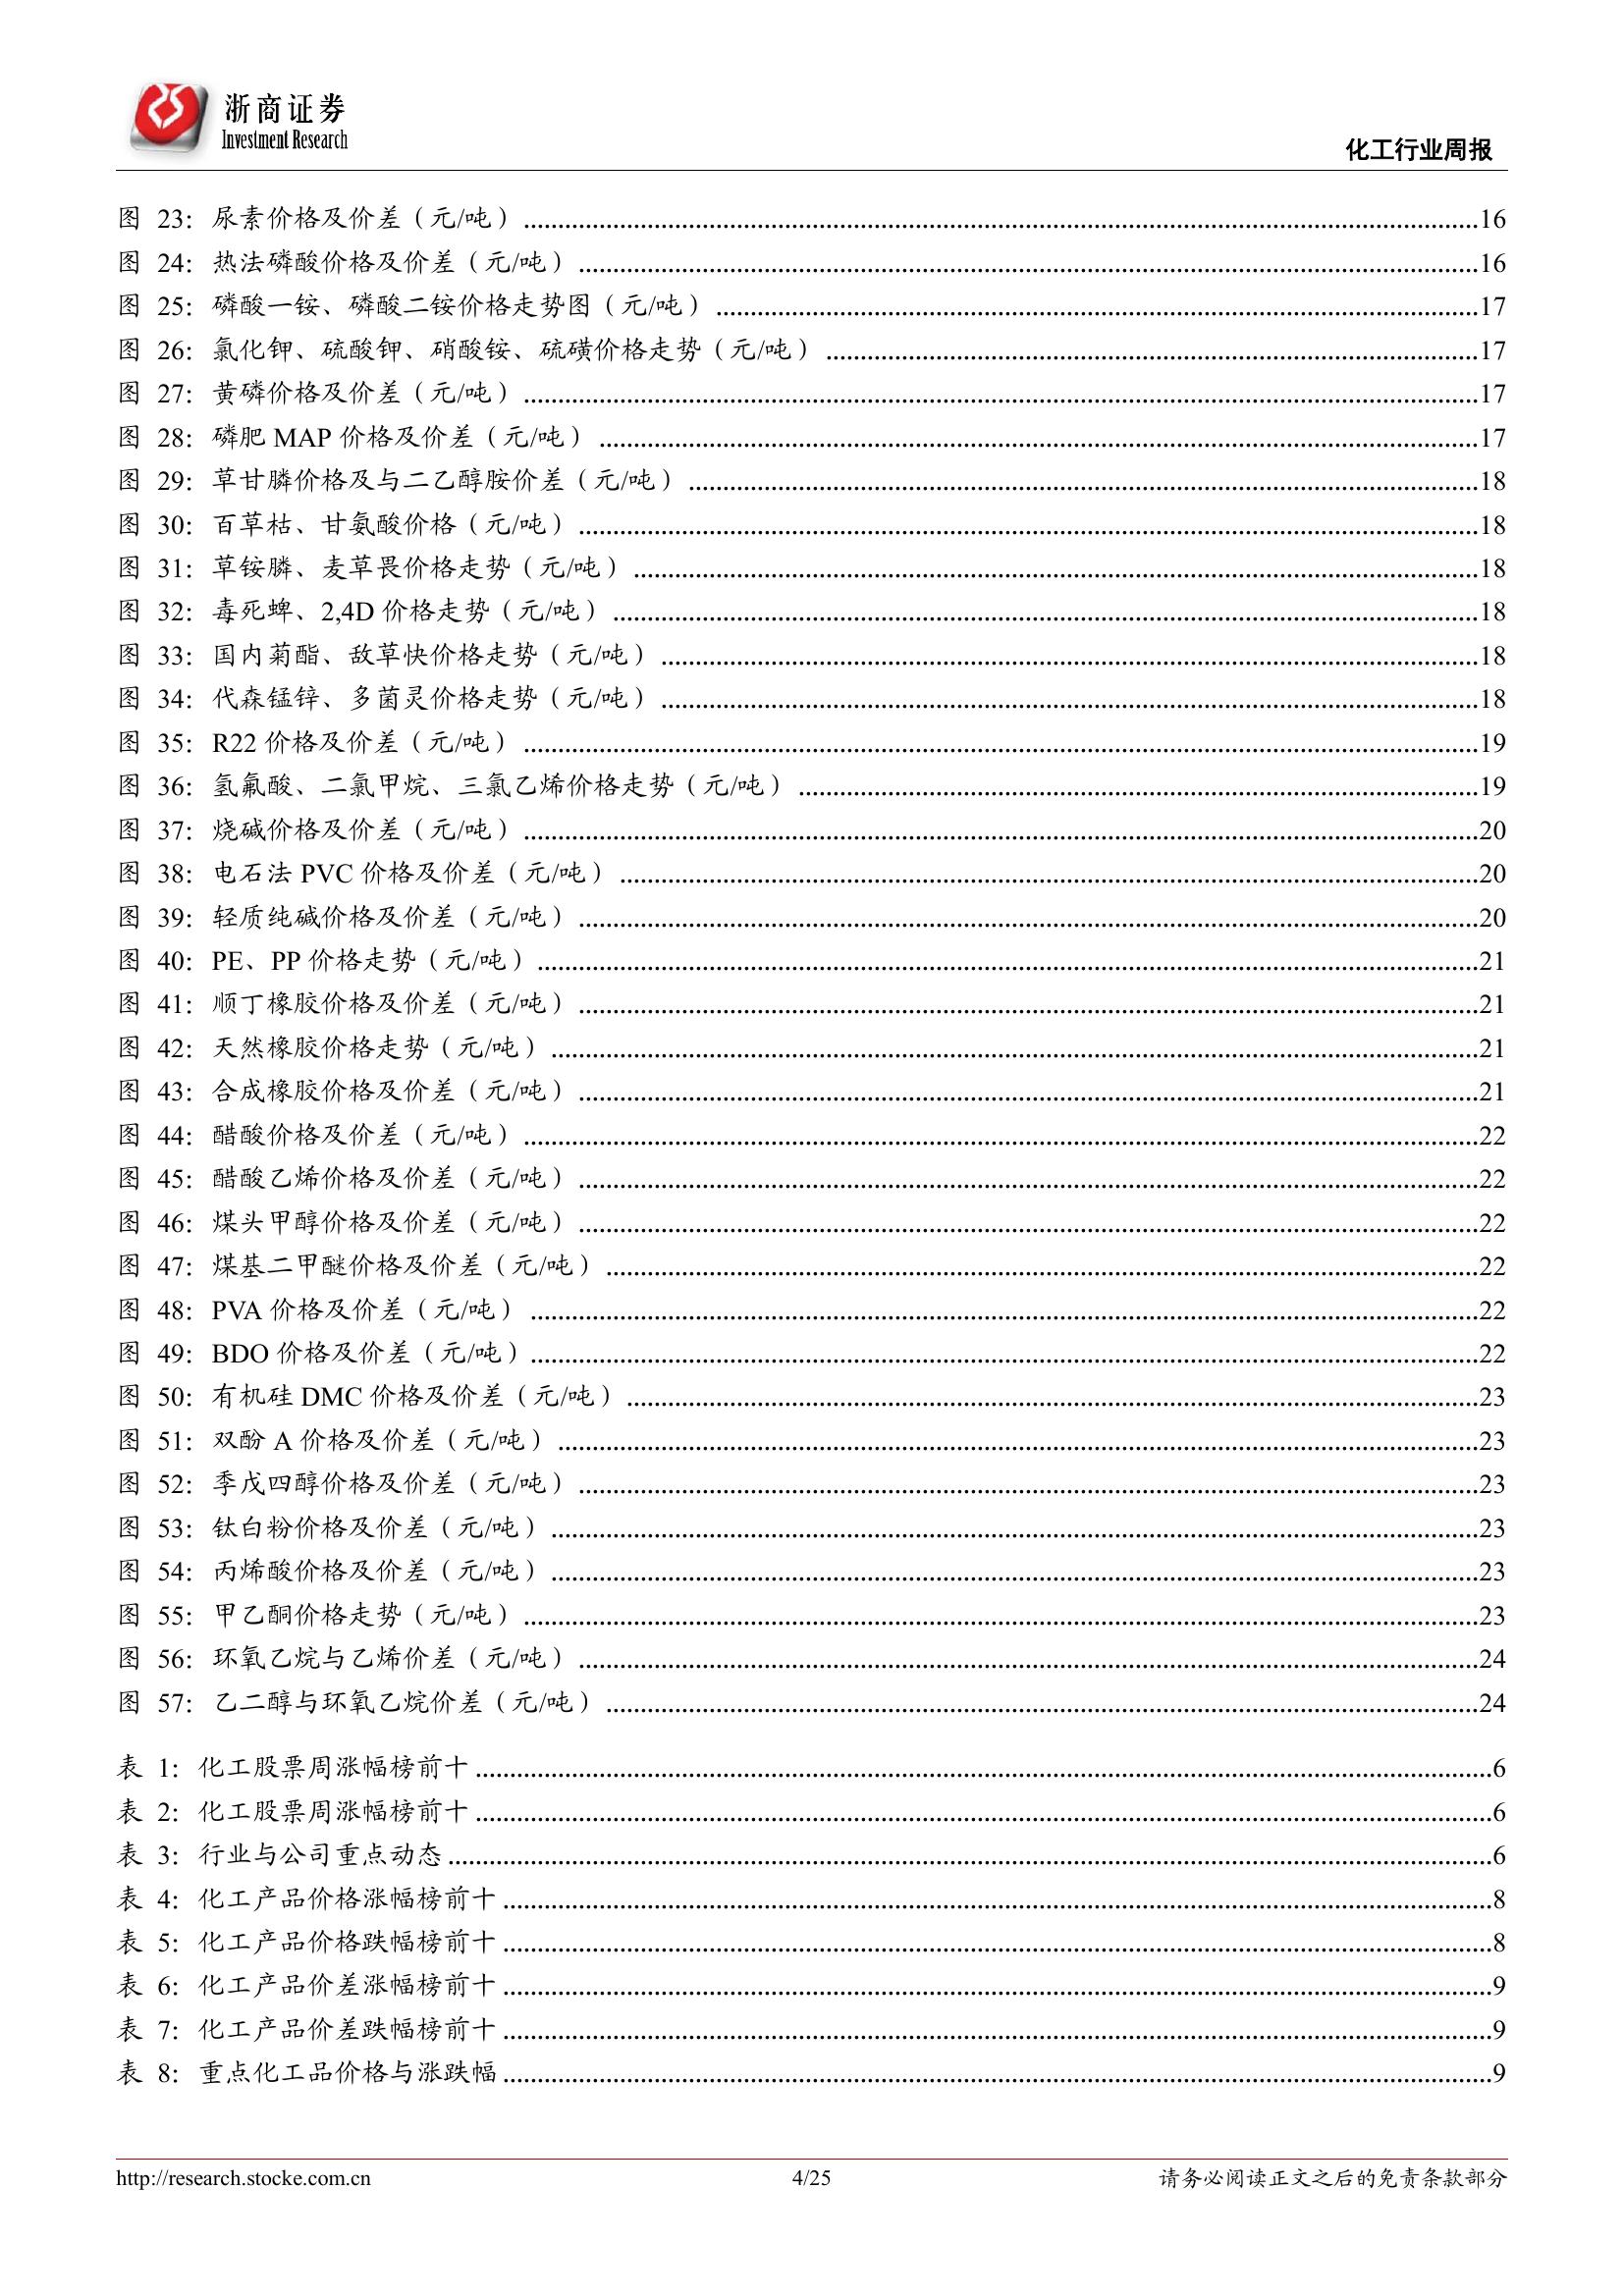 浙商证券
Investment Research
化工行业周报
图 23：尿素价格及价差（元/吨）16
图 24：热法磷酸价格及价差（元/吨）16
图 25：磷酸一铵、磷酸二铵价格走势图（元/吨）17
图 26：氯化钾、硫酸钾、硝酸铵、硫磺价格走势（元/吨）17
图 27：黄磷价格及价差（元/吨）17
图 28：磷肥 MAP 价格及价差（元/吨）17
图 29：草甘膦价格及与二乙醇胺价差（元/吨）18
图 30：百草枯、甘氨酸价格（元/吨）18
图 31：草铵膦、麦草畏价格走势（元/吨）18
图 32：毒死蜱、2,4D 价格走势（元/吨）18
图 33：国内菊酯、敌草快价格走势（元/吨）18
图 34：代森锰锌、多菌灵价格走势（元/吨）18
图 35：R22 价格及价差（元/吨）19
图 36：氢氟酸、二氯甲烷、三氯乙烯价格走势（元/吨）19
图 37：烧碱价格及价差（元/吨）20
图 38：电石法 PVC 价格及价差（元/吨）20
图 39：轻质纯碱价格及价差（元/吨）20
图 40：PE、PP 价格走势（元/吨）21
图 41：顺丁橡胶价格及价差（元/吨）21
图 42：天然橡胶价格走势（元/吨）21
图 43：合成橡胶价格及价差（元/吨）21
图 44：醋酸价格及价差（元/吨）22
图 45：醋酸乙烯价格及价差（元/吨）22
图 46：煤头甲醇价格及价差（元/吨）22
图 47：煤基二甲醚价格及价差（元/吨）22
图 48：PVA 价格及价差（元/吨）22
图 49：BDO 价格及价差（元/吨）22
图 50：有机硅 DMC 价格及价差（元/吨）23
图 51：双酚 A 价格及价差（元/吨）23
图 52：季戊四醇价格及价差（元/吨）23
图 53：钛白粉价格及价差（元/吨）23
图 54：丙烯酸价格及价差（元/吨）23
图 55：甲乙酮价格走势（元/吨）23
图 56：环氧乙烷与乙烯价差（元/吨）24
图 57：乙二醇与环氧乙烷价差（元/吨）24
表 1：化工股票周涨幅榜前十6
表 2：化工股票周涨幅榜前十6
表 3：行业与公司重点动态6
表 4：化工产品价格涨幅榜前十8
表 5：化工产品价格跌幅榜前十8
表 6：化工产品价差涨幅榜前十9
表 7：化工产品价差跌幅榜前十9
表 8：重点化工品价格与涨跌幅9
http://research.stocke.com.cn
4/25
请务必阅读正文之后的免责条款部分